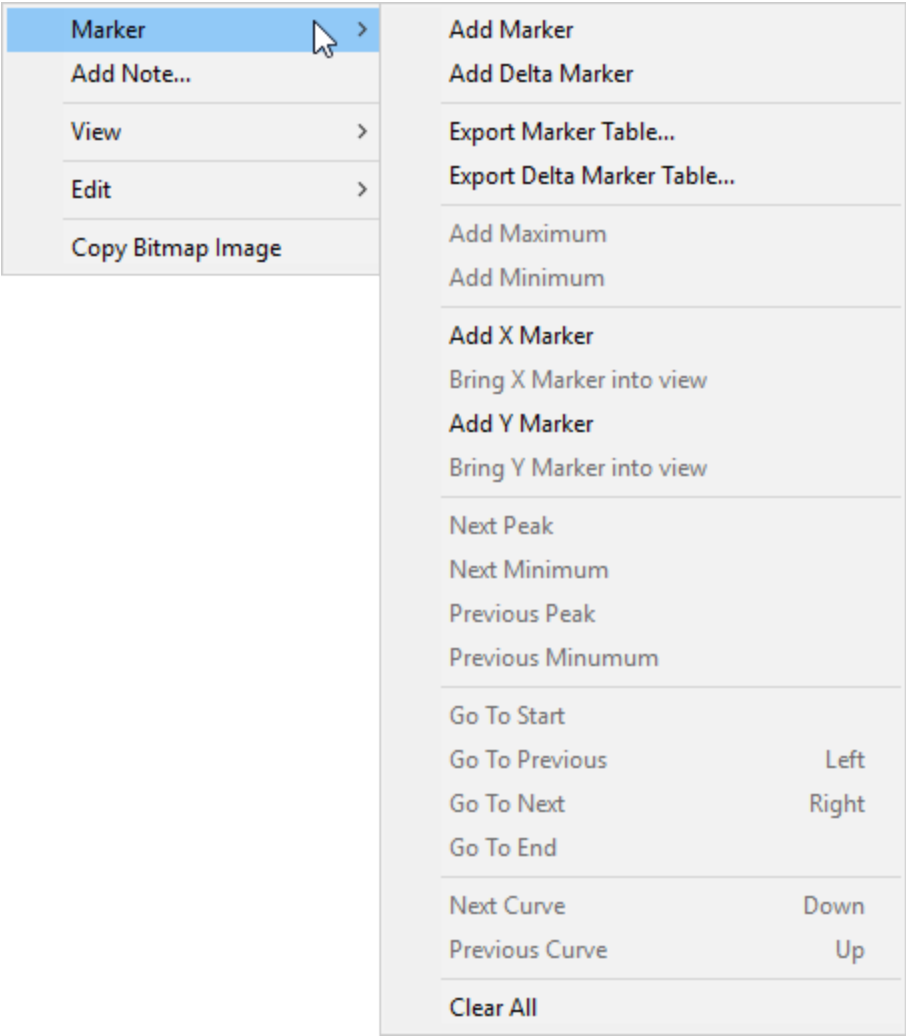 Marker
Add Note...
View
Edit
Copy Bitmap Image
Add Marker
Add Delta Marker
Export Marker Table...
Export Delta Marker Table...
Add Maximum
Add Minimum
Add X Marker
Bring X Marker into view
Add Y Marker
Bring Y Marker into view
Next Peak
Next Minimum
Previous Peak
Previous Minumum
Go To Start
Go To Previous Left
Go To Next Right
Go To End
Next Curve Down
Previous Curve Up
Clear All